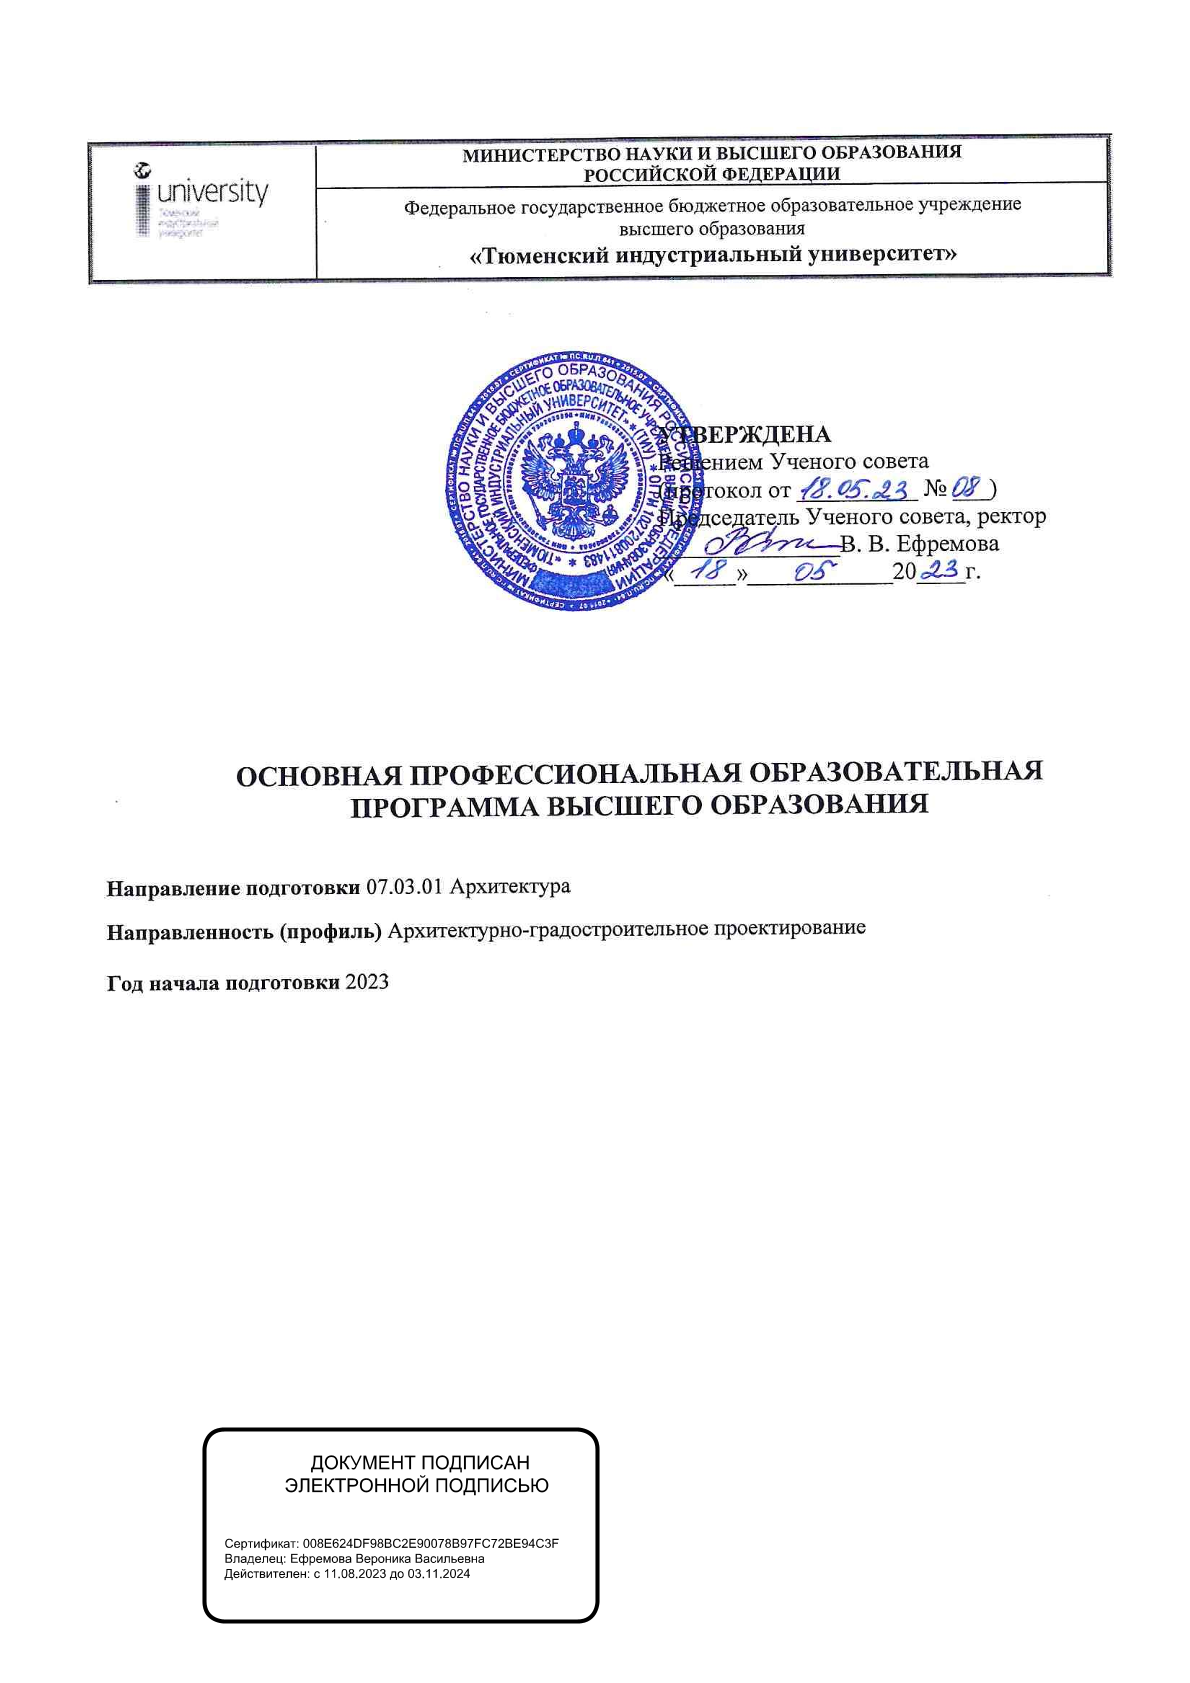 university
Тюменский
индустриальный
университет
МИНИСТЕРСТВО НАУКИ И ВЫСШЕГО ОБРАЗОВАНИЯ
РОССИЙСКОЙ ФЕДЕРАЦИИ
Федеральное государственное бюджетное образовательное учреждение
высшего образования
«Тюменский индустриальный университет»
МИНИСТЕРСТВО НАУКИ И ВЫСШЕГО ОБРАЗОВАНИЯ РОССИЙСКОЙ ФЕДЕРАЦИИ
ФЕДЕРАЛЬНОЕ ГОСУДАРСТВЕННОЕ БЮДЖЕТНОЕ ОБРАЗОВАТЕЛЬНОЕ УЧРЕЖДЕНИЕ ВЫСШЕГО ОБРАЗОВАНИЯ
«ТЮМЕНСКИЙ ИНДУСТРИАЛЬНЫЙ УНИВЕРСИТЕТ» * (ТИУ) * ОГРН 1027200811483 *
УТВЕРЖДЕНА
Решением Ученого совета
(протокол от 18.05.23 № 08)
Председатель Ученого совета, ректор
В. В. Ефремова
«18» 05 2023 г.
ОСНОВНАЯ ПРОФЕССИОНАЛЬНАЯ ОБРАЗОВАТЕЛЬНАЯ
ПРОГРАММА ВЫСШЕГО ОБРАЗОВАНИЯ
Направление подготовки 07.03.01 Архитектура
Направленность (профиль) Архитектурно-градостроительное проектирование
Год начала подготовки 2023
ДОКУМЕНТ ПОДПИСАН
ЭЛЕКТРОННОЙ ПОДПИСЬЮ
Сертификат: 008E624DF98BC2E90078B97FC72BE94C3F
Владелец: Ефремова Вероника Васильевна
Действителен: с 11.08.2023 до 03.11.2024